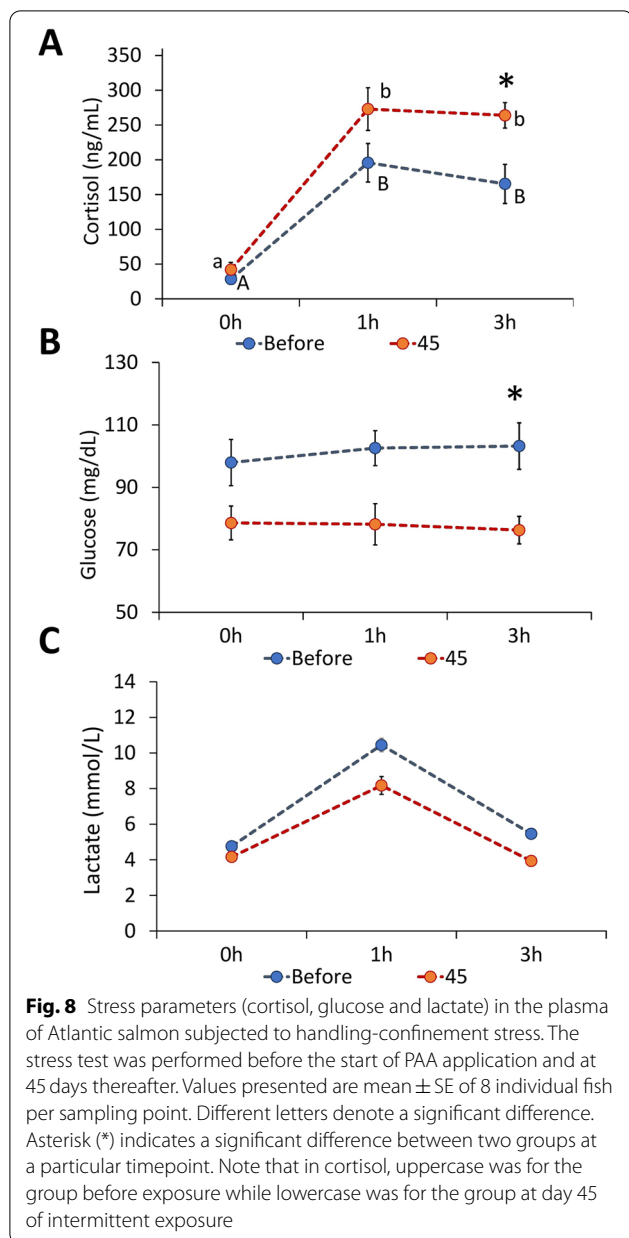 A
Cortisol (ng/mL)
350
300
250
200
150
100
50
0
a
A
b
B
*
b
B
0h 1h 3h
Before 45
B
Glucose (mg/dL)
130
110
90
70
50
*
0h 1h 3h
Before 45
C
Lactate (mmol/L)
14
12
10
8
6
4
2
0
0h 1h 3h
Before 45
Fig. 8 Stress parameters (cortisol, glucose and lactate) in the plasma
of Atlantic salmon subjected to handling-confinement stress. The
stress test was performed before the start of PAA application and at
45 days thereafter. Values presented are mean ± SE of 8 individual fish
per sampling point. Different letters denote a significant difference.
Asterisk (*) indicates a significant difference between two groups at
a particular timepoint. Note that in cortisol, uppercase was for the
group before exposure while lowercase was for the group at day 45
of intermittent exposure